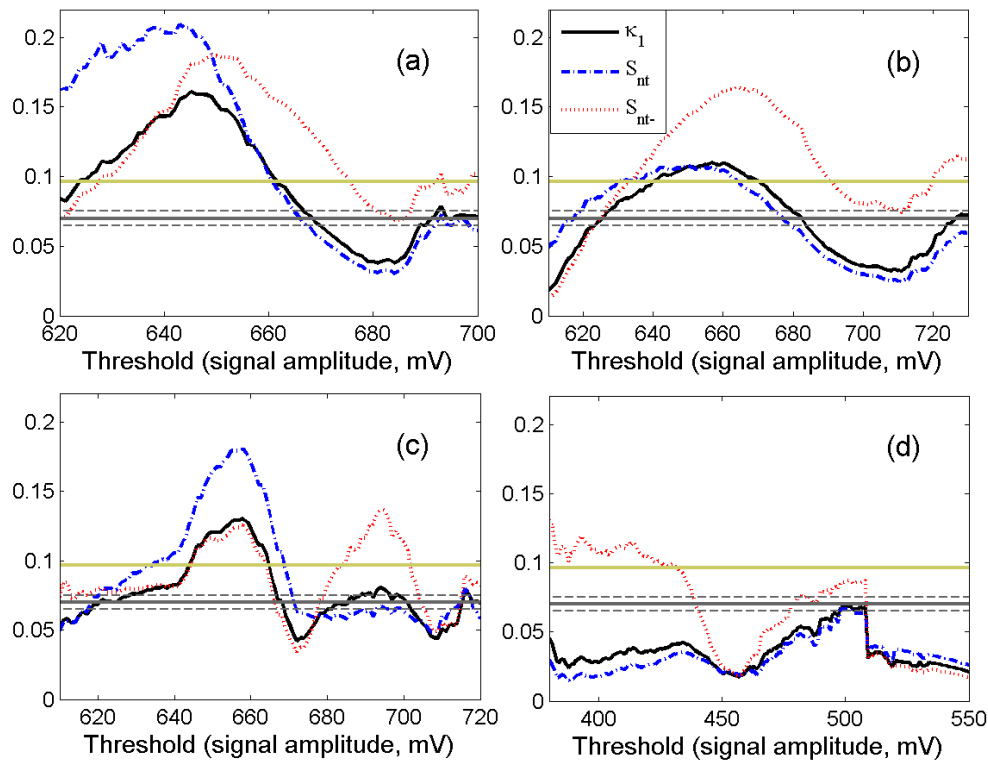 0.2
0.15
0.1
0.05
0
620 640 660 680 700
Threshold (signal amplitude, mV)
(a)
0.2
0.15
0.1
0.05
0
620 640 660 680 700 720
Threshold (signal amplitude, mV)
(b)
κ1
Snt
Snt-
0.2
0.15
0.1
0.05
0
620 640 660 680 700 720
Threshold (signal amplitude, mV)
(c)
0.2
0.15
0.1
0.05
0
400 450 500 550
Threshold (signal amplitude, mV)
(d)